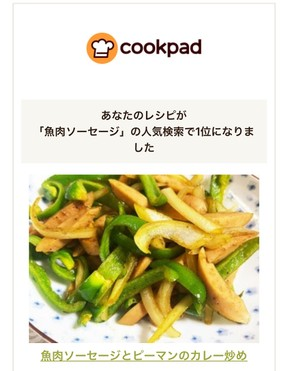 cookpad
あなたのレシピが
「魚肉ソーセージ」の人気検索で1位になりま
した
魚肉ソーセージとピーマンのカレー炒め